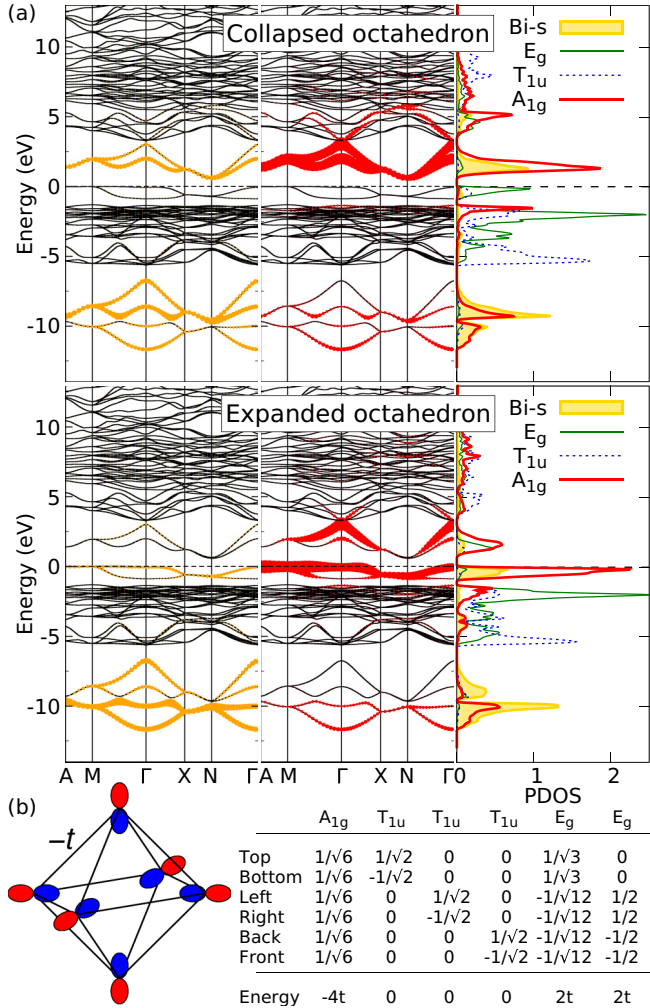 (a)
Collapsed octahedron
Bi-s
E_g
T_1u
A_1g
Energy (eV)
10
5
0
-5
-10
Expanded octahedron
Bi-s
E_g
T_1u
A_1g
Energy (eV)
10
5
0
-5
-10
A M Γ X N Γ
A M Γ X N Γ
0 1 2
PDOS
(b)
−t
A_1g T_1u T_1u T_1u E_g E_g
Top 1/√6 1/√2 0 0 1/√3 0
Bottom 1/√6 -1/√2 0 0 1/√3 0
Left 1/√6 0 1/√2 0 -1/√12 1/2
Right 1/√6 0 -1/√2 0 -1/√12 1/2
Back 1/√6 0 0 1/√2 -1/√12 -1/2
Front 1/√6 0 0 -1/√2 -1/√12 -1/2
Energy -4t 0 0 0 2t 2t